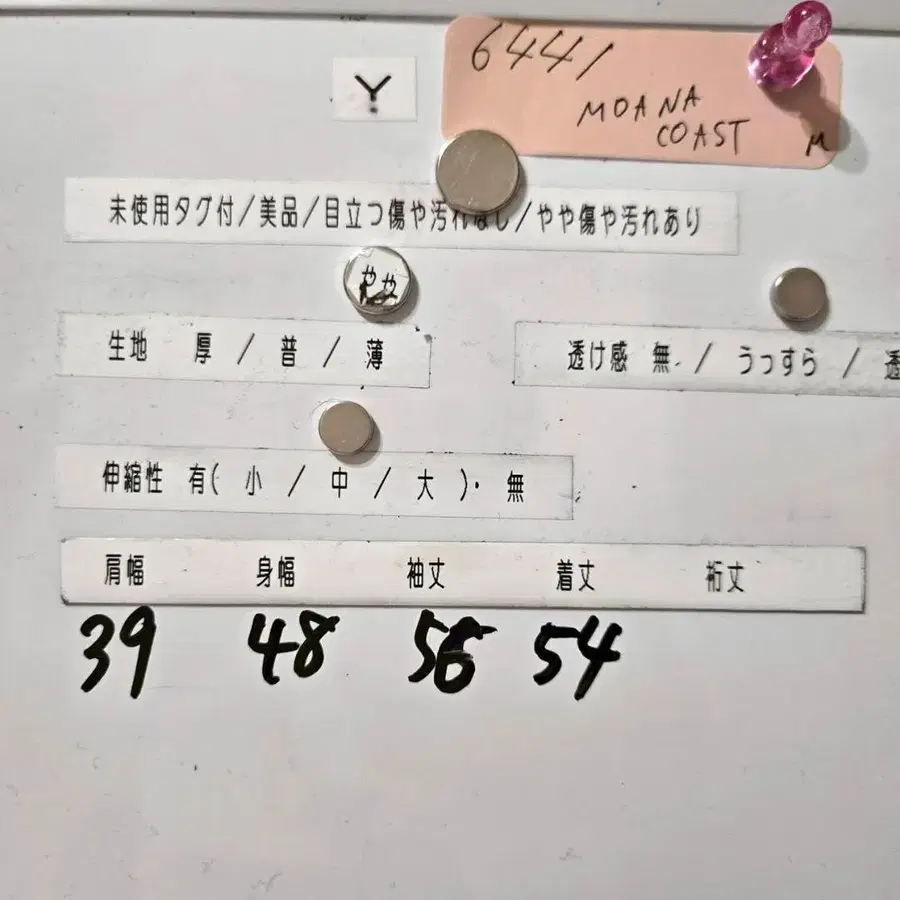 6441
MOANA
COAST
M
Y
未使用タグ付/美品/目立つ傷や汚れなし/やや傷や汚れあり
やや
生地 厚 / 普 / 薄
透け感 無 / うっすら / 透
伸縮性 有( 小 / 中 / 大 )・ 無
肩幅 身幅 袖丈 着丈 裄丈
39 48 56 54